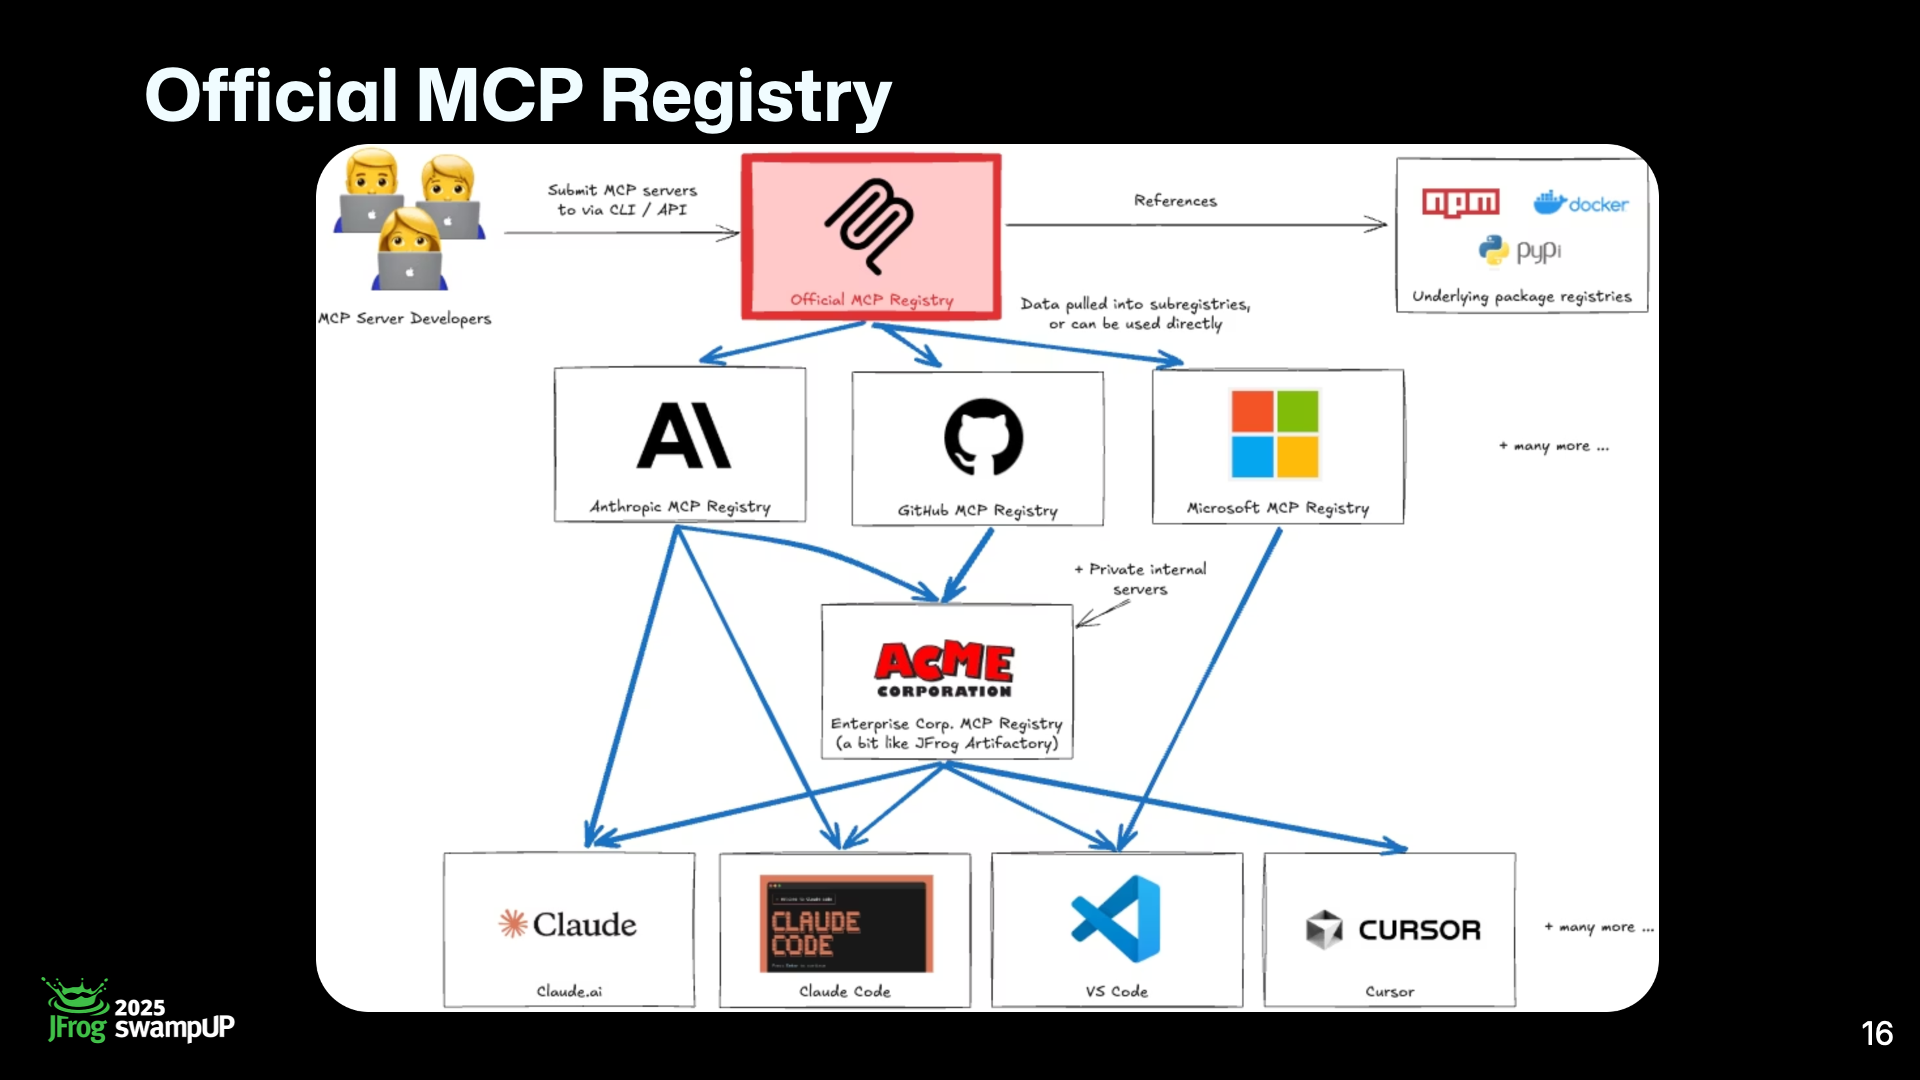 Official MCP Registry
Submit MCP servers
to via CLI / API
MCP Server Developers
Official MCP Registry
References
npm
docker
pypi
Underlying package registries
Data pulled into subregistries,
or can be used directly
Anthropic MCP Registry
GitHub MCP Registry
Microsoft MCP Registry
+ many more ...
+ Private internal
servers
ACME
CORPORATION
Enterprise Corp. MCP Registry
(a bit like JFrog Artifactory)
Claude
Claude.ai
CLAUDE
CODE
Claude Code
VS Code
CURSOR
Cursor
+ many more ...
2025
JFrog swampUP
16